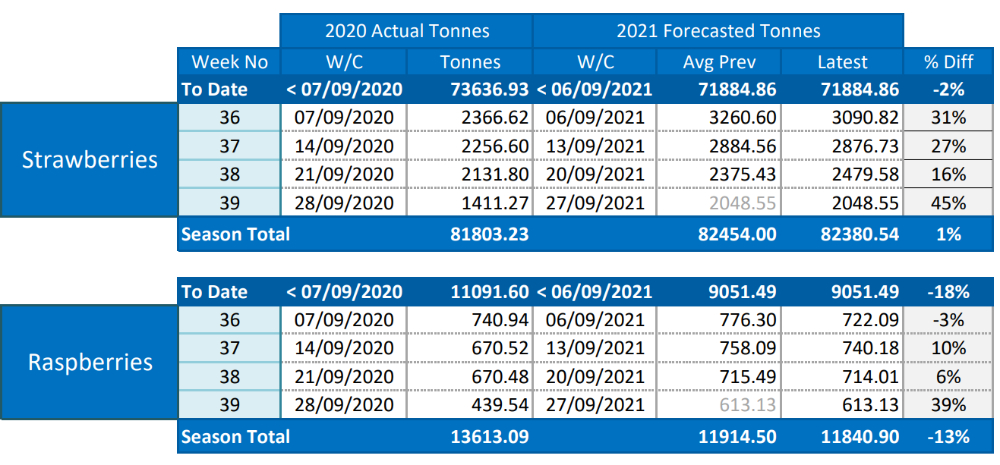 2020 Actual Tonnes 2021 Forecasted Tonnes
Week No W/C Tonnes W/C Avg Prev Latest % Diff
To Date < 07/09/2020 73636.93 < 06/09/2021 71884.86 71884.86 -2%
Strawberries
36 07/09/2020 2366.62 06/09/2021 3260.60 3090.82 31%
37 14/09/2020 2256.60 13/09/2021 2884.56 2876.73 27%
38 21/09/2020 2131.80 20/09/2021 2375.43 2479.58 16%
39 28/09/2020 1411.27 27/09/2021 2048.55 2048.55 45%
Season Total 81803.23 82454.00 82380.54 1%
To Date < 07/09/2020 11091.60 < 06/09/2021 9051.49 9051.49 -18%
Raspberries
36 07/09/2020 740.94 06/09/2021 776.30 722.09 -3%
37 14/09/2020 670.52 13/09/2021 758.09 740.18 10%
38 21/09/2020 670.48 20/09/2021 715.49 714.01 6%
39 28/09/2020 439.54 27/09/2021 613.13 613.13 39%
Season Total 13613.09 11914.50 11840.90 -13%